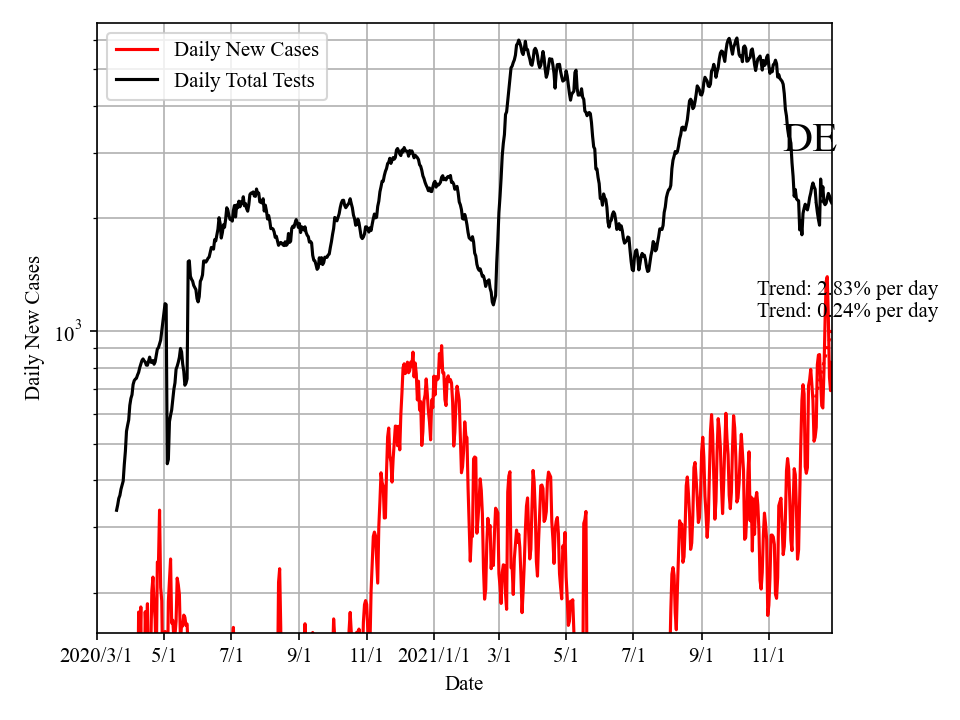 Daily New Cases
Daily Total Tests
DE
Trend: 2.83% per day
Trend: 0.24% per day
10³
Daily New Cases
2020/3/1 5/1 7/1 9/1 11/1 2021/1/1 3/1 5/1 7/1 9/1 11/1
Date